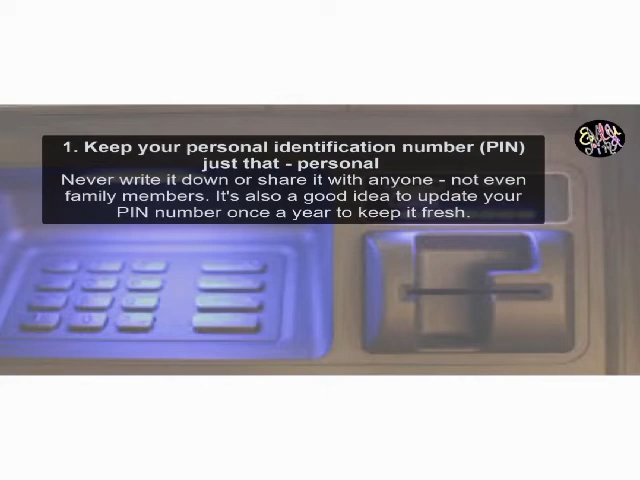 1. Keep your personal identification number (PIN)
just that - personal
Never write it down or share it with anyone - not even
family members. It's also a good idea to update your
PIN number once a year to keep it fresh.